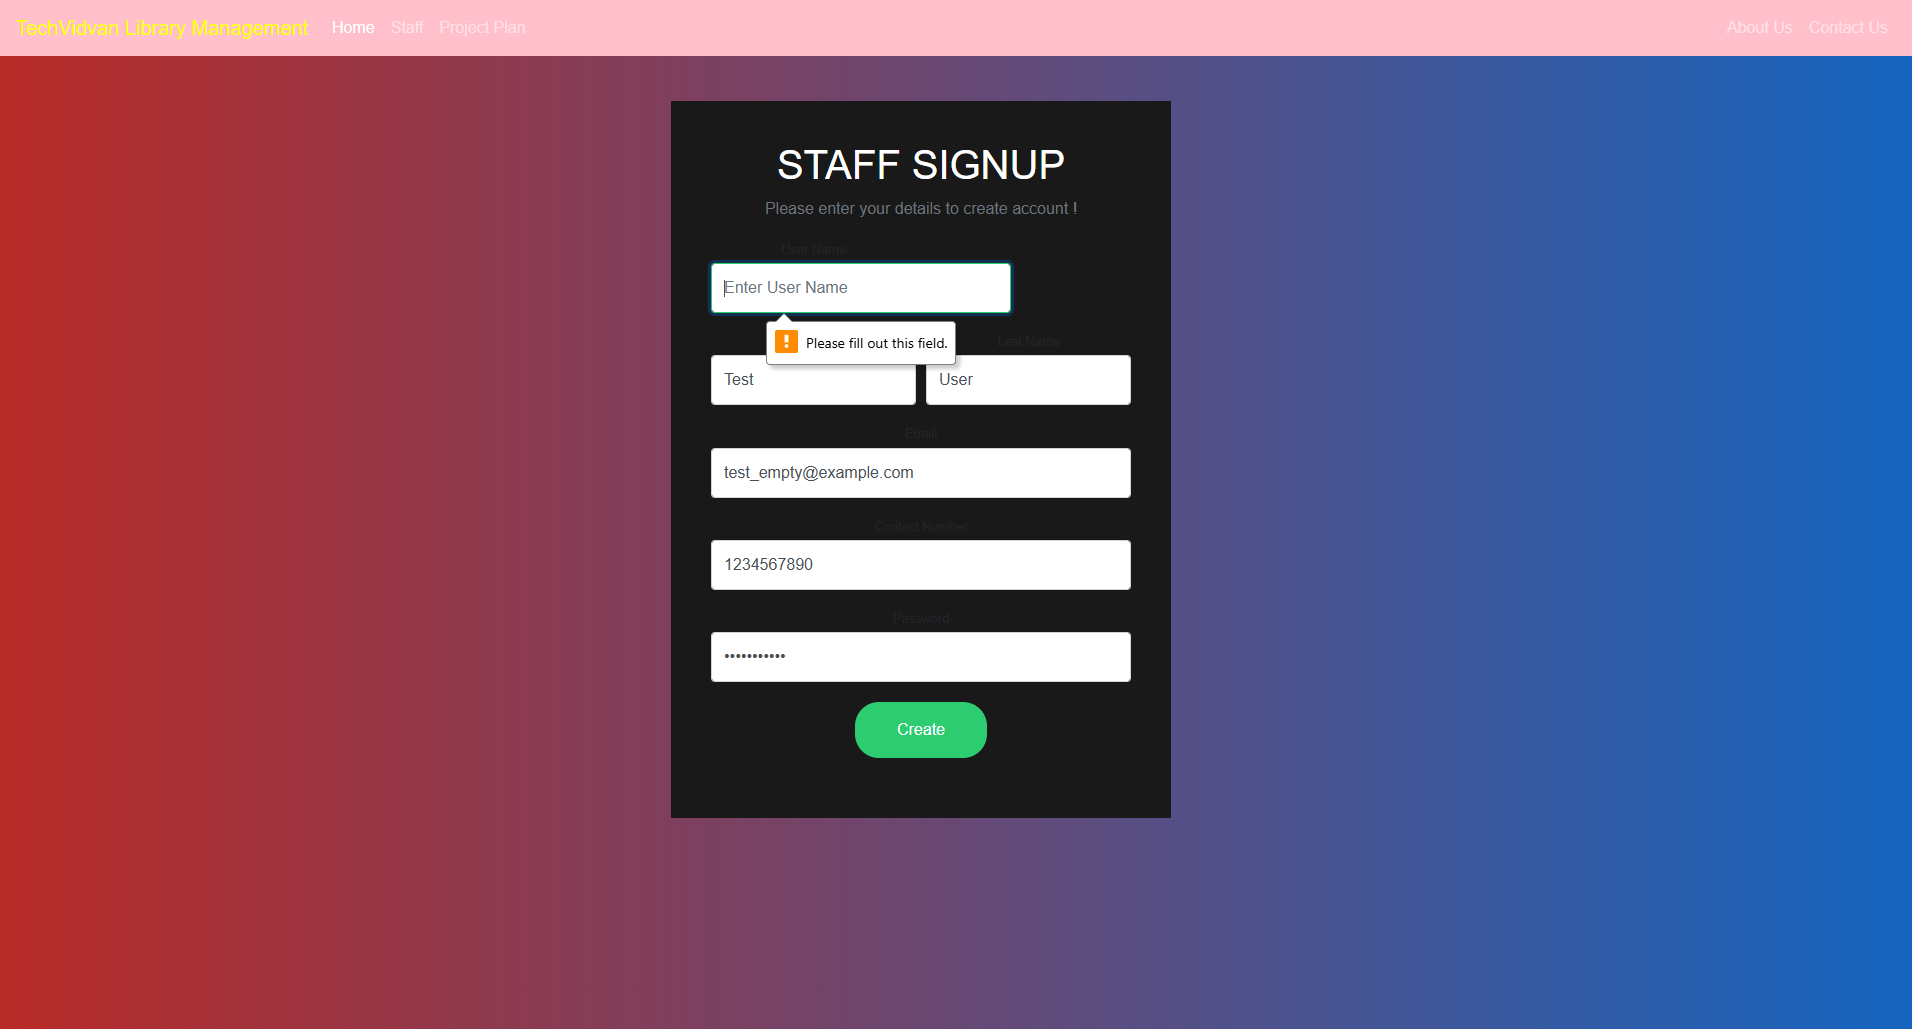 TechVidvan Library Management Home Staff Project Plan About Us Contact Us
STAFF SIGNUP
Please enter your details to create account !
User Name
Enter User Name
Please fill out this field.
Last Name
Test User
Email
test_empty@example.com
Contact Number
1234567890
Password
•••••••••••
Create